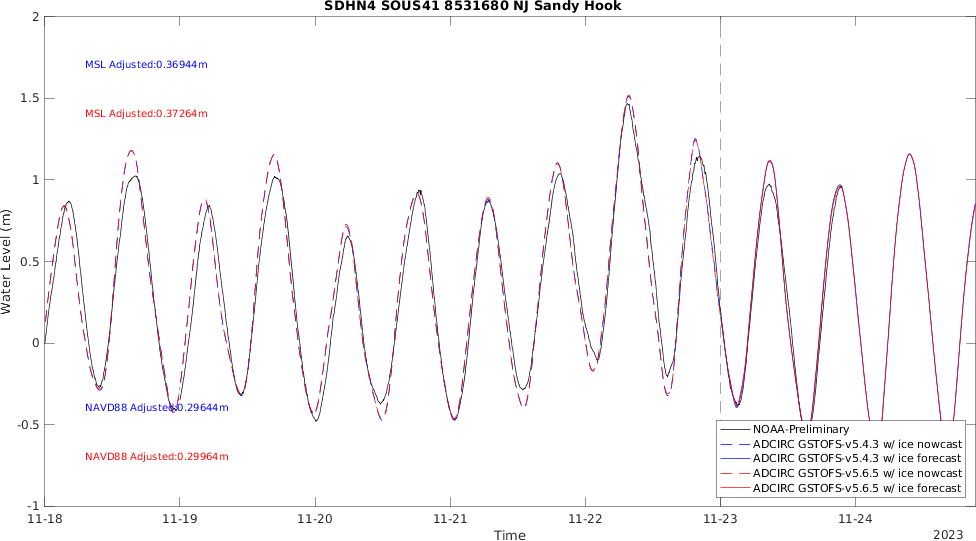 SDHN4 SOUS41 8531680 NJ Sandy Hook
2
MSL Adjusted:0.36944m
1.5
MSL Adjusted:0.37264m
1
0.5
Water Level (m)
0
NAVD88 Adjusted:0.29644m
-0.5
NAVD88 Adjusted:0.29964m
NOAA-Preliminary
ADCIRC GSTOFS-v5.4.3 w/ ice nowcast
ADCIRC GSTOFS-v5.4.3 w/ ice forecast
ADCIRC GSTOFS-v5.6.5 w/ ice nowcast
ADCIRC GSTOFS-v5.6.5 w/ ice forecast
-1
11-18 11-19 11-20 11-21 11-22 11-23 11-24
Time
2023